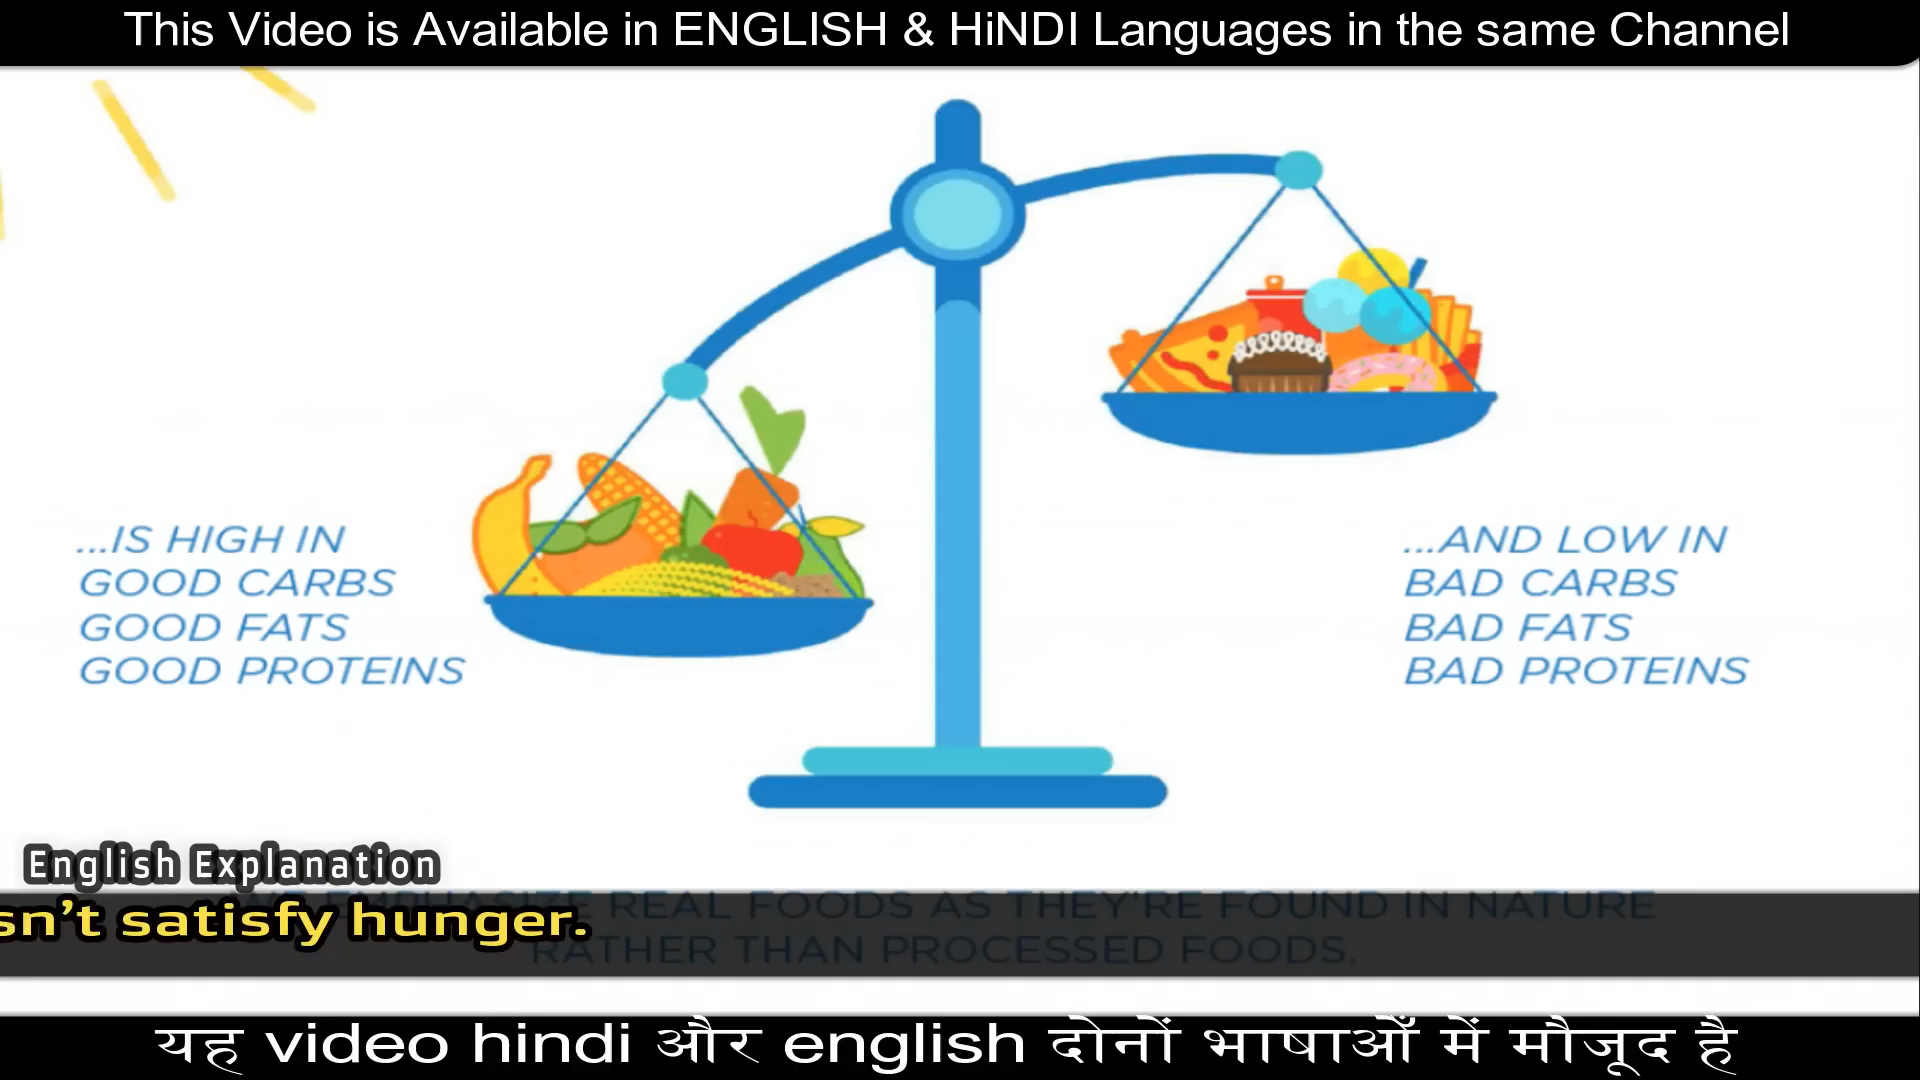 This Video is Available in ENGLISH & HiNDI Languages in the same Channel
...IS HIGH IN
GOOD CARBS
GOOD FATS
GOOD PROTEINS
...AND LOW IN
BAD CARBS
BAD FATS
BAD PROTEINS
English Explanation
REAL FOODS AS THEY'RE FOUND IN NATURE
satisfy hunger.
RATHER THAN PROCESSED FOODS.
यह video hindi और english दोनों भाषाओँ में मौजूद है